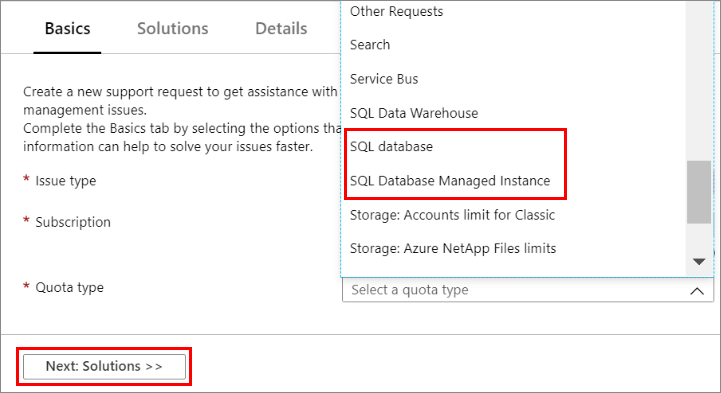 Basics
Solutions
Details
Create a new support request to get assistance with
management issues.
Complete the Basics tab by selecting the options tha
information can help to solve your issues faster.
* Issue type
* Subscription
* Quota type
Other Requests
Search
Service Bus
SQL Data Warehouse
SQL database
SQL Database Managed Instance
Storage: Accounts limit for Classic
Storage: Azure NetApp Files limits
Select a quota type
Next: Solutions >>